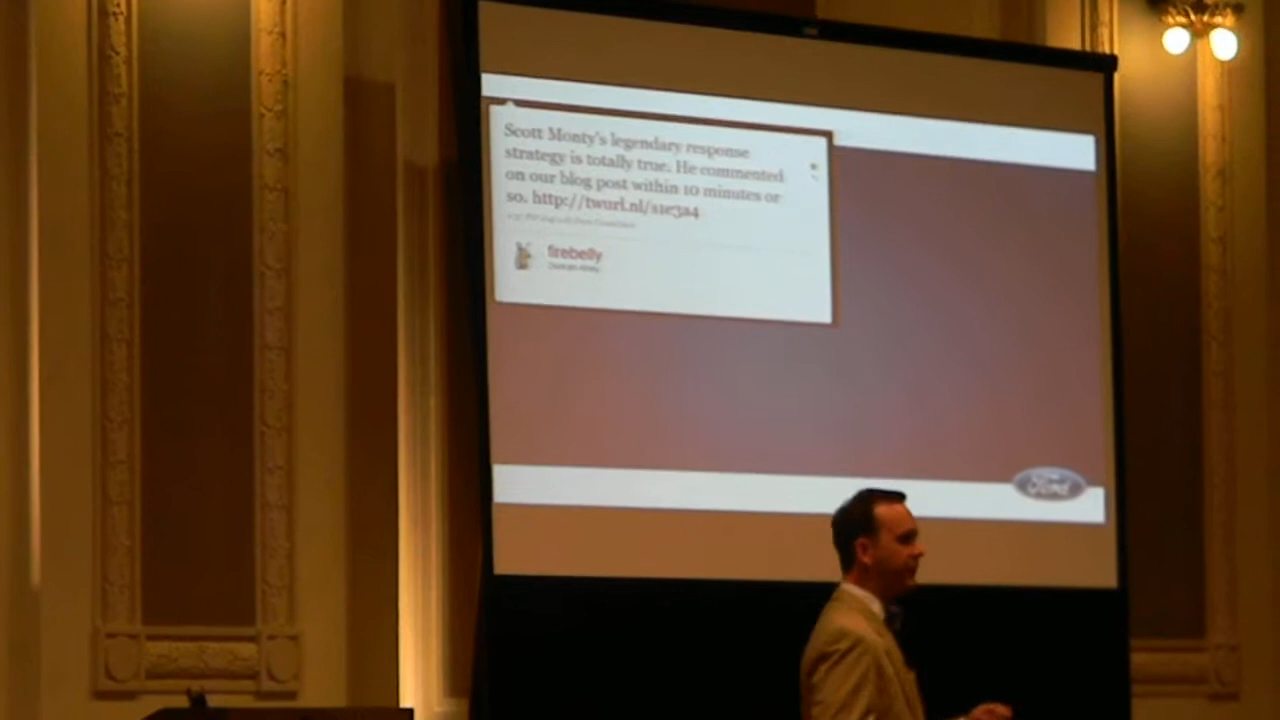 Scott Monty's legendary response
strategy is totally true. He commented
on our blog post within 10 minutes or
so. http://twurl.nl/s1e3a4
firebelly
Ford